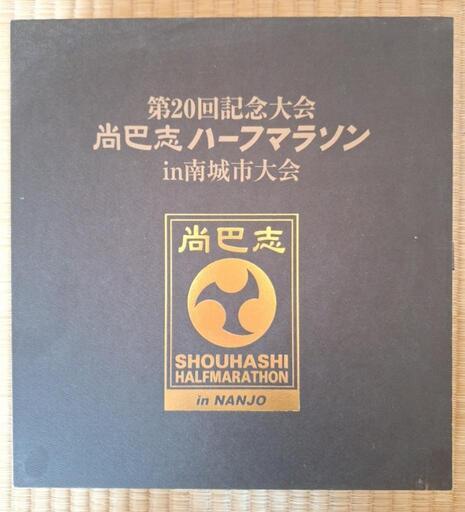 第20回記念大会
尚巴志ハーフマラソン
in南城市大会
尚巴志
SHOUHASHI
HALFMARATHON
in NANJO